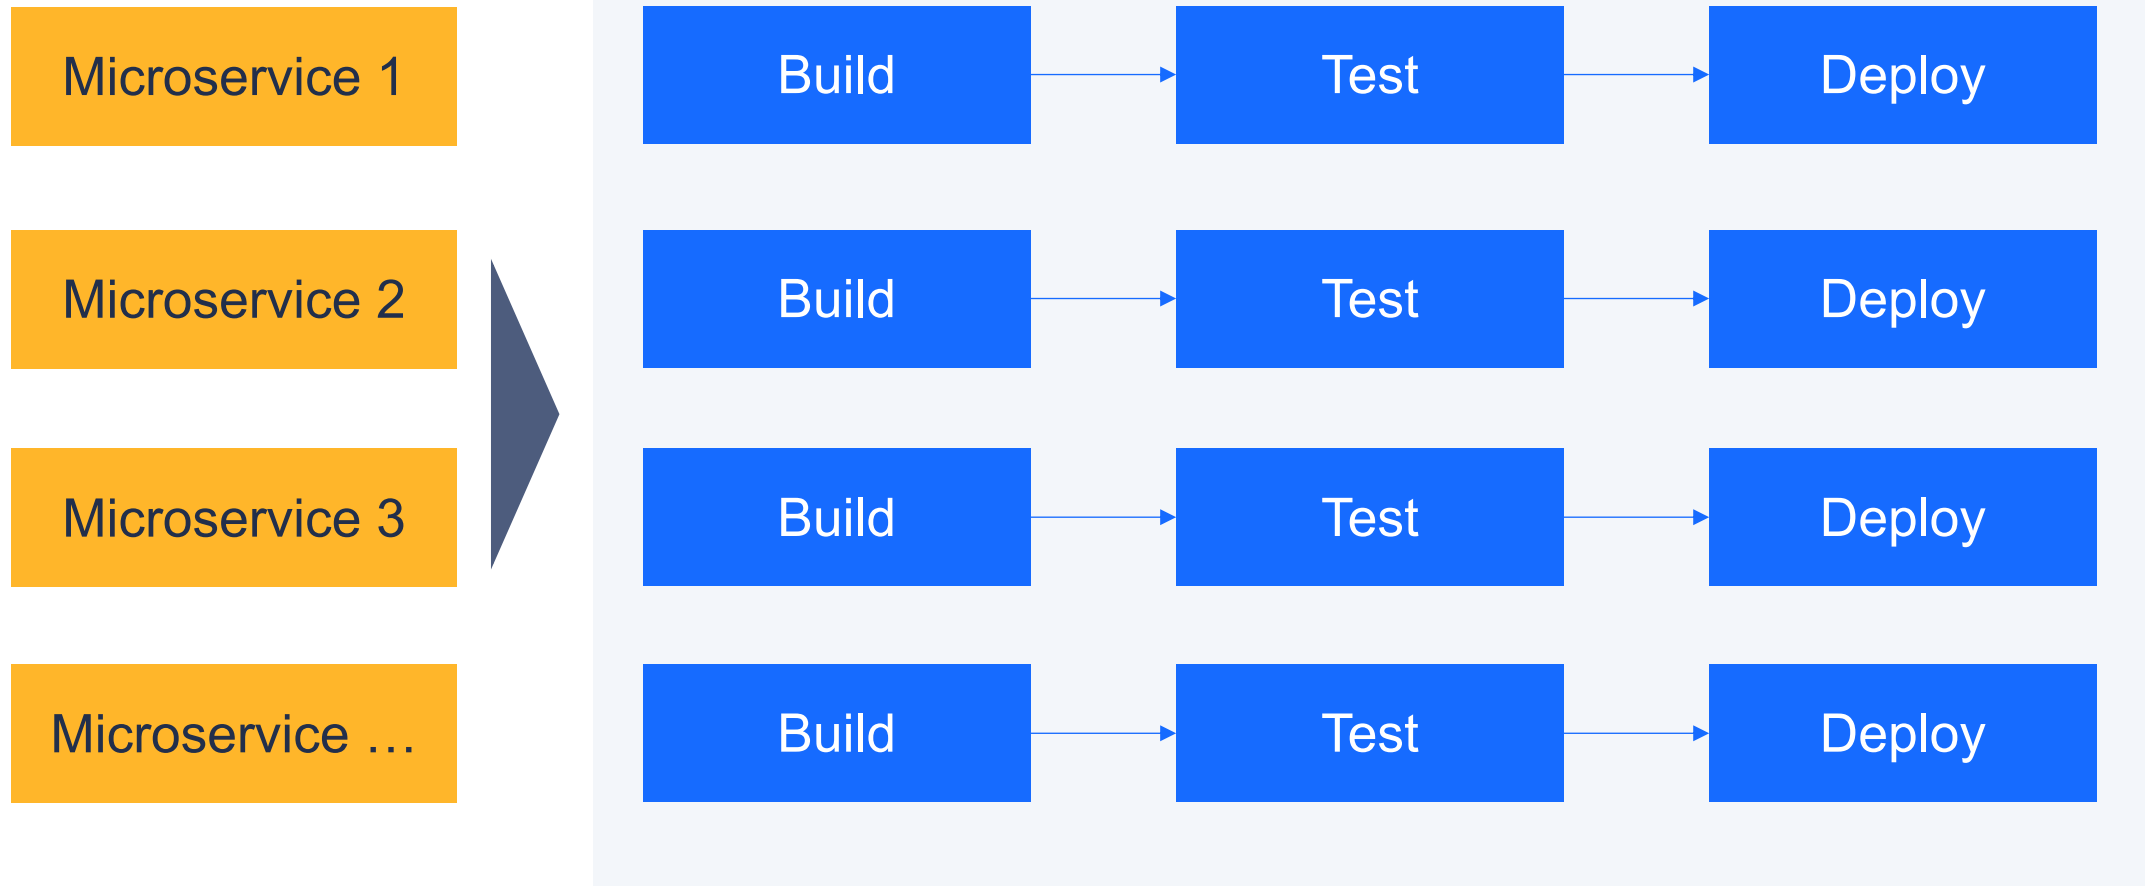 Microservice 1
Build
Test
Deploy
Microservice 2
Build
Test
Deploy
Microservice 3
Build
Test
Deploy
Microservice …
Build
Test
Deploy